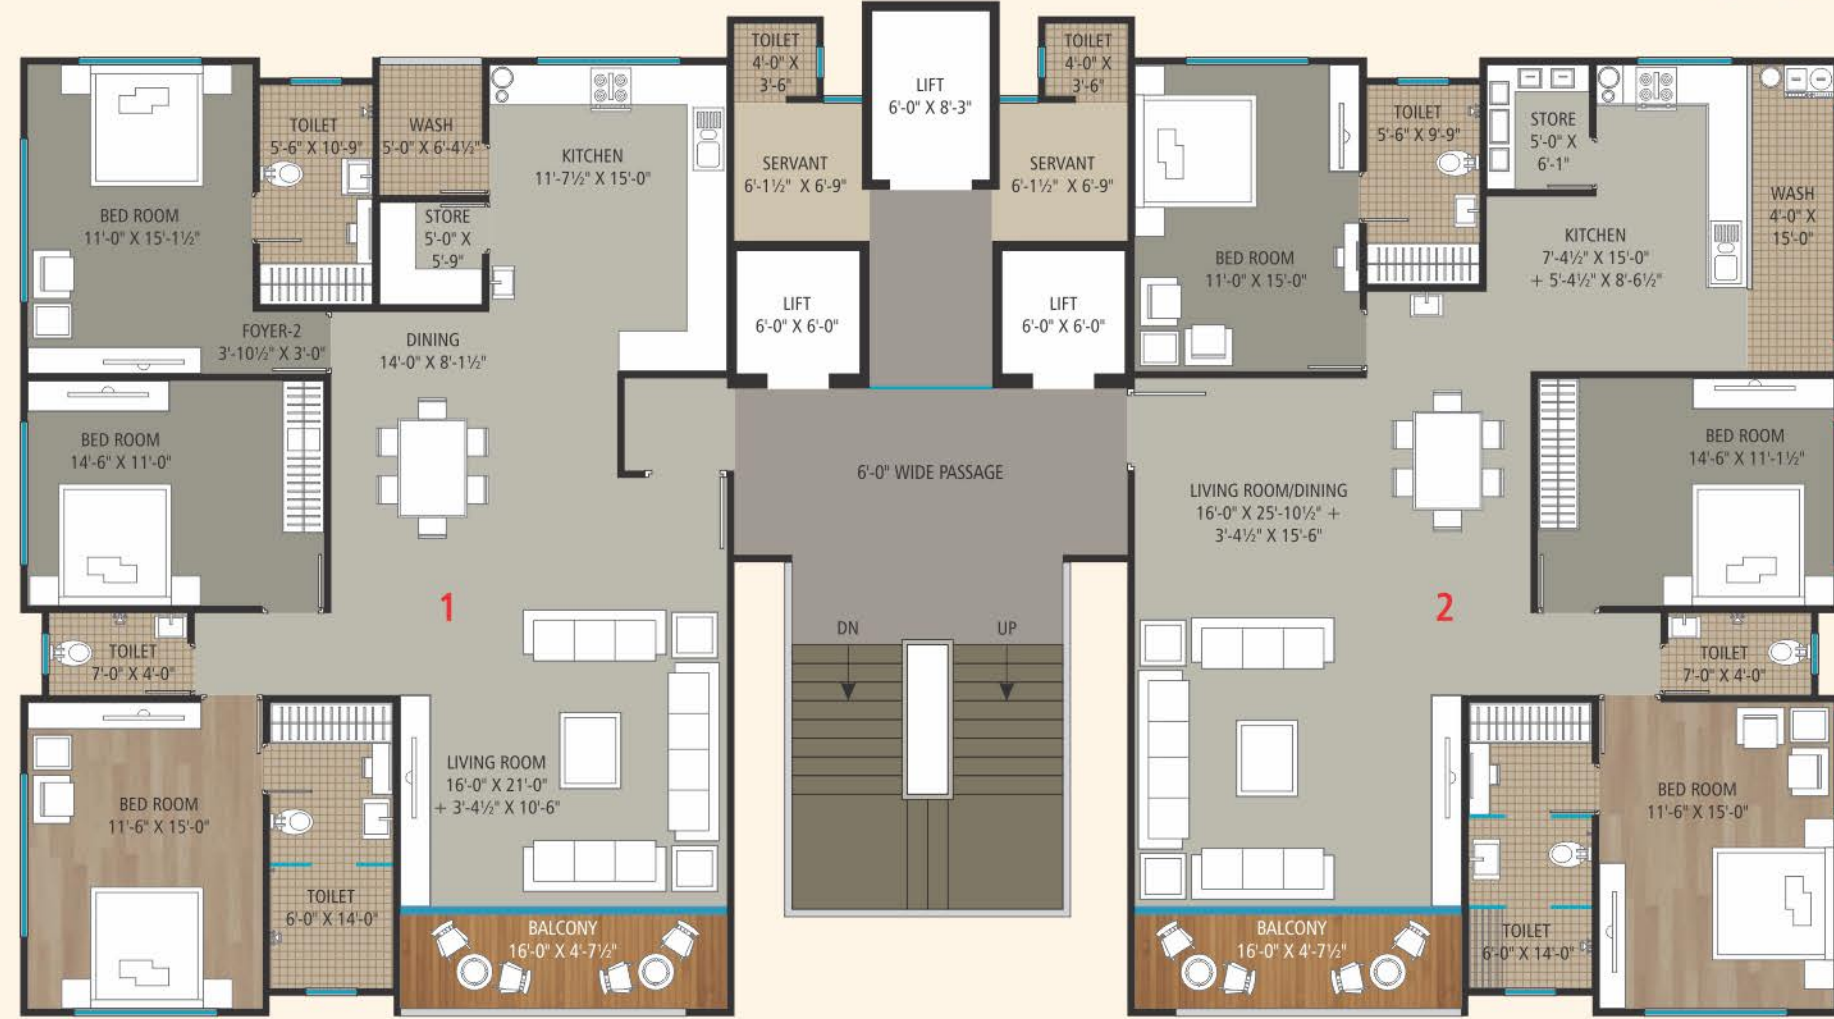 TOILET
5'-6" X 10'-9"
WASH
5'-0" X 6'-4½"
KITCHEN
11'-7½" X 15'-0"
BED ROOM
11'-0" X 15'-1½"
STORE
5'-0" X
5'-9"
FOYER-2
3'-10½" X 3'-0"
DINING
14'-0" X 8'-1½"
BED ROOM
14'-6" X 11'-0"
1
TOILET
7'-0" X 4'-0"
LIVING ROOM
16'-0" X 21'-0"
+ 3'-4½" X 10'-6"
BED ROOM
11'-6" X 15'-0"
TOILET
6'-0" X 14'-0"
BALCONY
16'-0" X 4'-7½"
TOILET
4'-0" X
3'-6"
LIFT
6'-0" X 8'-3"
TOILET
4'-0" X
3'-6"
SERVANT
6'-1½" X 6'-9"
SERVANT
6'-1½" X 6'-9"
LIFT
6'-0" X 6'-0"
LIFT
6'-0" X 6'-0"
6'-0" WIDE PASSAGE
DN
UP
TOILET
5'-6" X 9'-9"
STORE
5'-0" X
6'-1"
WASH
4'-0" X
15'-0"
KITCHEN
7'-4½" X 15'-0"
+ 5'-4½" X 8'-6½"
BED ROOM
11'-0" X 15'-0"
BED ROOM
14'-6" X 11'-1½"
LIVING ROOM/DINING
16'-0" X 25'-10½" +
3'-4½" X 15'-6"
2
TOILET
7'-0" X 4'-0"
BED ROOM
11'-6" X 15'-0"
TOILET
6'-0" X 14'-0"
BALCONY
16'-0" X 4'-7½"